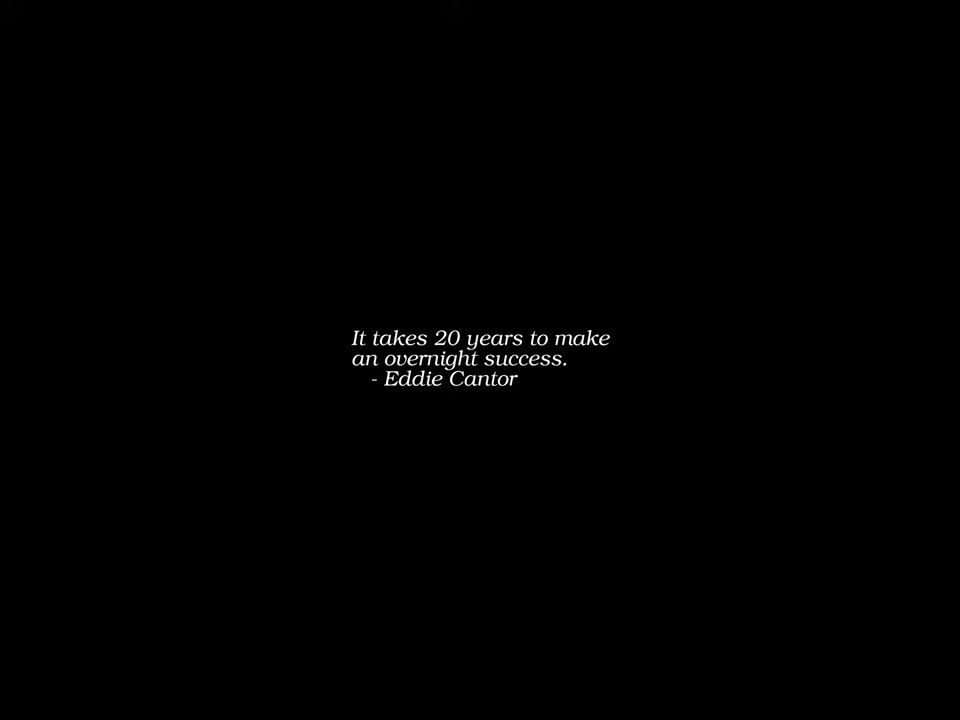 It takes 20 years to make
an overnight success.
- Eddie Cantor